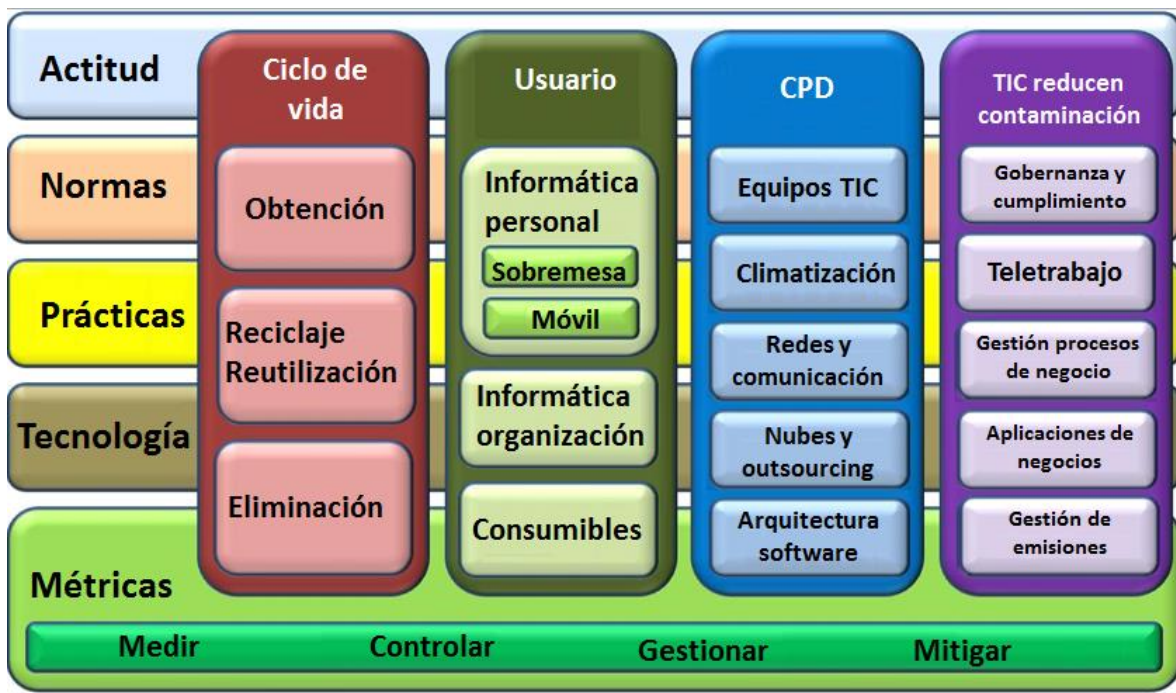 Actitud
Normas
Prácticas
Tecnología
Métricas
Ciclo de
vida
Obtención
Reciclaje
Reutilización
Eliminación
Usuario
Informática
personal
Sobremesa
Móvil
Informática
organización
Consumibles
CPD
Equipos TIC
Climatización
Redes y
comunicación
Nubes y
outsourcing
Arquitectura
software
TIC reducen
contaminación
Gobernanza y
cumplimiento
Teletrabajo
Gestión procesos
de negocio
Aplicaciones de
negocios
Gestión de
emisiones
Medir Controlar Gestionar Mitigar